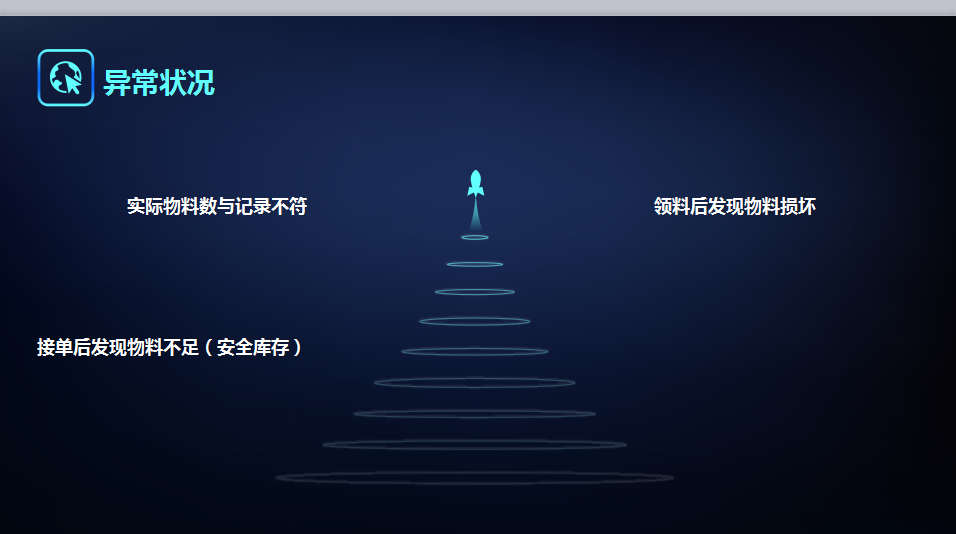 异常状况
实际物料数与记录不符
领料后发现物料损坏
接单后发现物料不足（安全库存）